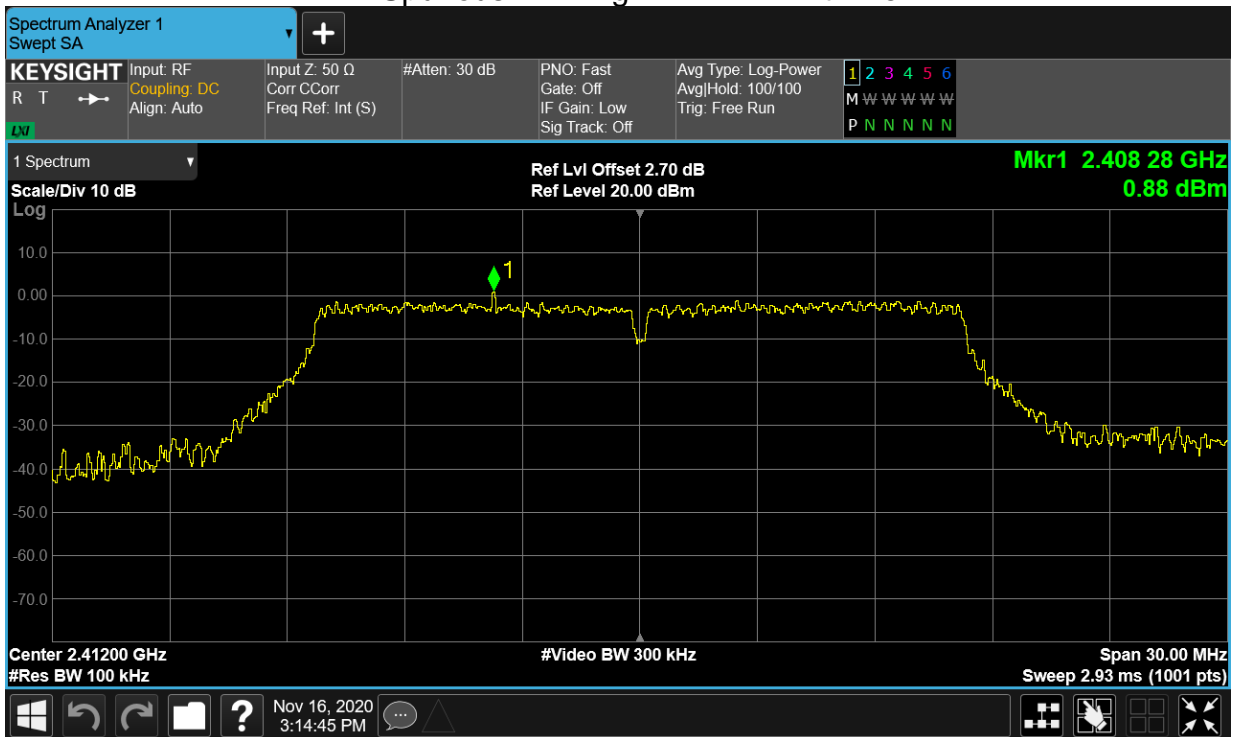 Spectrum Analyzer 1
Swept SA
+
KEYSIGHT
R T
LXI
Input: RF
Coupling: DC
Align: Auto
Input Z: 50 Ω
Corr CCorr
Freq Ref: Int (S)
#Atten: 30 dB
PNO: Fast
Gate: Off
IF Gain: Low
Sig Track: Off
Avg Type: Log-Power
Avg|Hold: 100/100
Trig: Free Run
1 2 3 4 5 6
M W W W W W
P N N N N N
1 Spectrum
Scale/Div 10 dB
Log
Ref Lvl Offset 2.70 dB
Ref Level 20.00 dBm
Mkr1 2.408 28 GHz
0.88 dBm
10.0
0.00
-10.0
-20.0
-30.0
-40.0
-50.0
-60.0
-70.0
1
Center 2.41200 GHz
#Res BW 100 kHz
#Video BW 300 kHz
Span 30.00 MHz
Sweep 2.93 ms (1001 pts)
?
Nov 16, 2020
3:14:45 PM